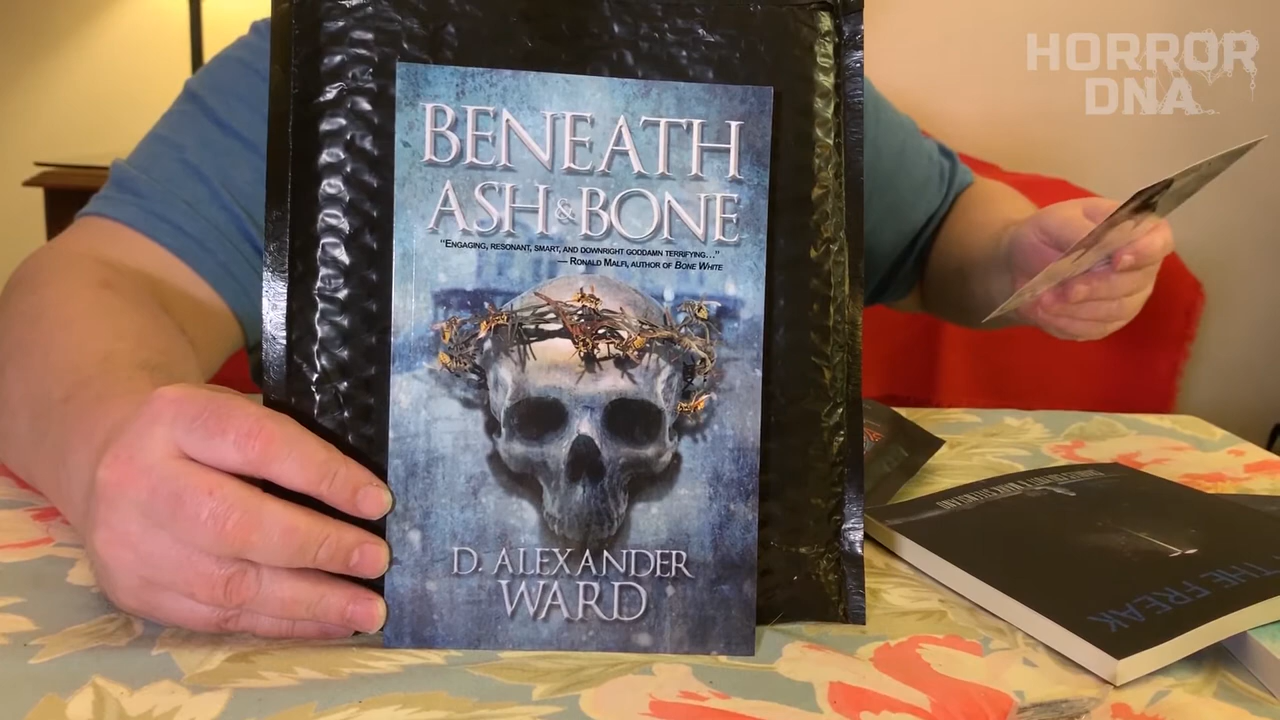 HORROR
DNA
BENEATH
ASH & BONE
“ENGAGING, RESONANT, SMART, AND DOWNRIGHT GODDAMN TERRIFYING...”
— RONALD MALFI, AUTHOR OF BONE WHITE
D. ALEXANDER
WARD
THE FREAK